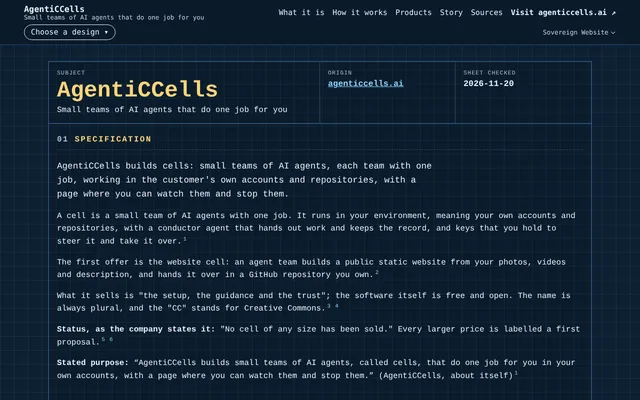 AgentiCCells
Small teams of AI agents that do one job for you
What it is How it works Products Story Sources Visit agenticcells.ai ↗
Choose a design ▾
Sovereign Website
SUBJECT
AgentiCCells
Small teams of AI agents that do one job for you
ORIGIN
agenticcells.ai
SHEET CHECKED
2026-11-20
01 SPECIFICATION
AgentiCCells builds cells: small teams of AI agents, each team with one
job, working in the customer's own accounts and repositories, with a
page where you can watch them and stop them.
A cell is a small team of AI agents with one job. It runs in your environment, meaning your own accounts and
repositories, with a conductor agent that hands out work and keeps the record, and keys that you hold to
steer it and take it over. 1
The first offer is the website cell: an agent team builds a public static website from your photos, videos
and description, and hands it over in a GitHub repository you own. 2
What it sells is "the setup, the guidance and the trust"; the software itself is free and open. The name is
always plural, and the "CC" stands for Creative Commons. 3 4
Status, as the company states it: "No cell of any size has been sold." Every larger price is labelled a first
proposal. 5 6
Stated purpose: “AgentiCCells builds small teams of AI agents, called cells, that do one job for you in your
own accounts, with a page where you can watch them and stop them.” (AgentiCCells, about itself) 1